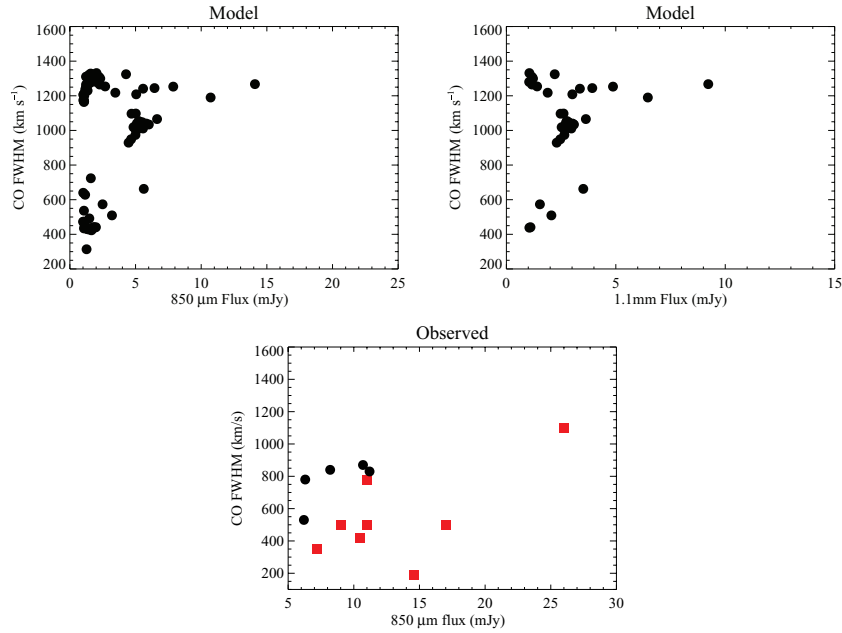 Model
1600
1400
1200
1000
800
600
400
200
CO FWHM (km s⁻¹)
0 5 10 15 20 25
850 μm Flux (mJy)
Model
1600
1400
1200
1000
800
600
400
200
CO FWHM (km s⁻¹)
0 5 10 15
1.1mm Flux (mJy)
Observed
1600
1400
1200
1000
800
600
400
200
CO FWHM (km/s)
5 10 15 20 25 30
850 μm flux (mJy)